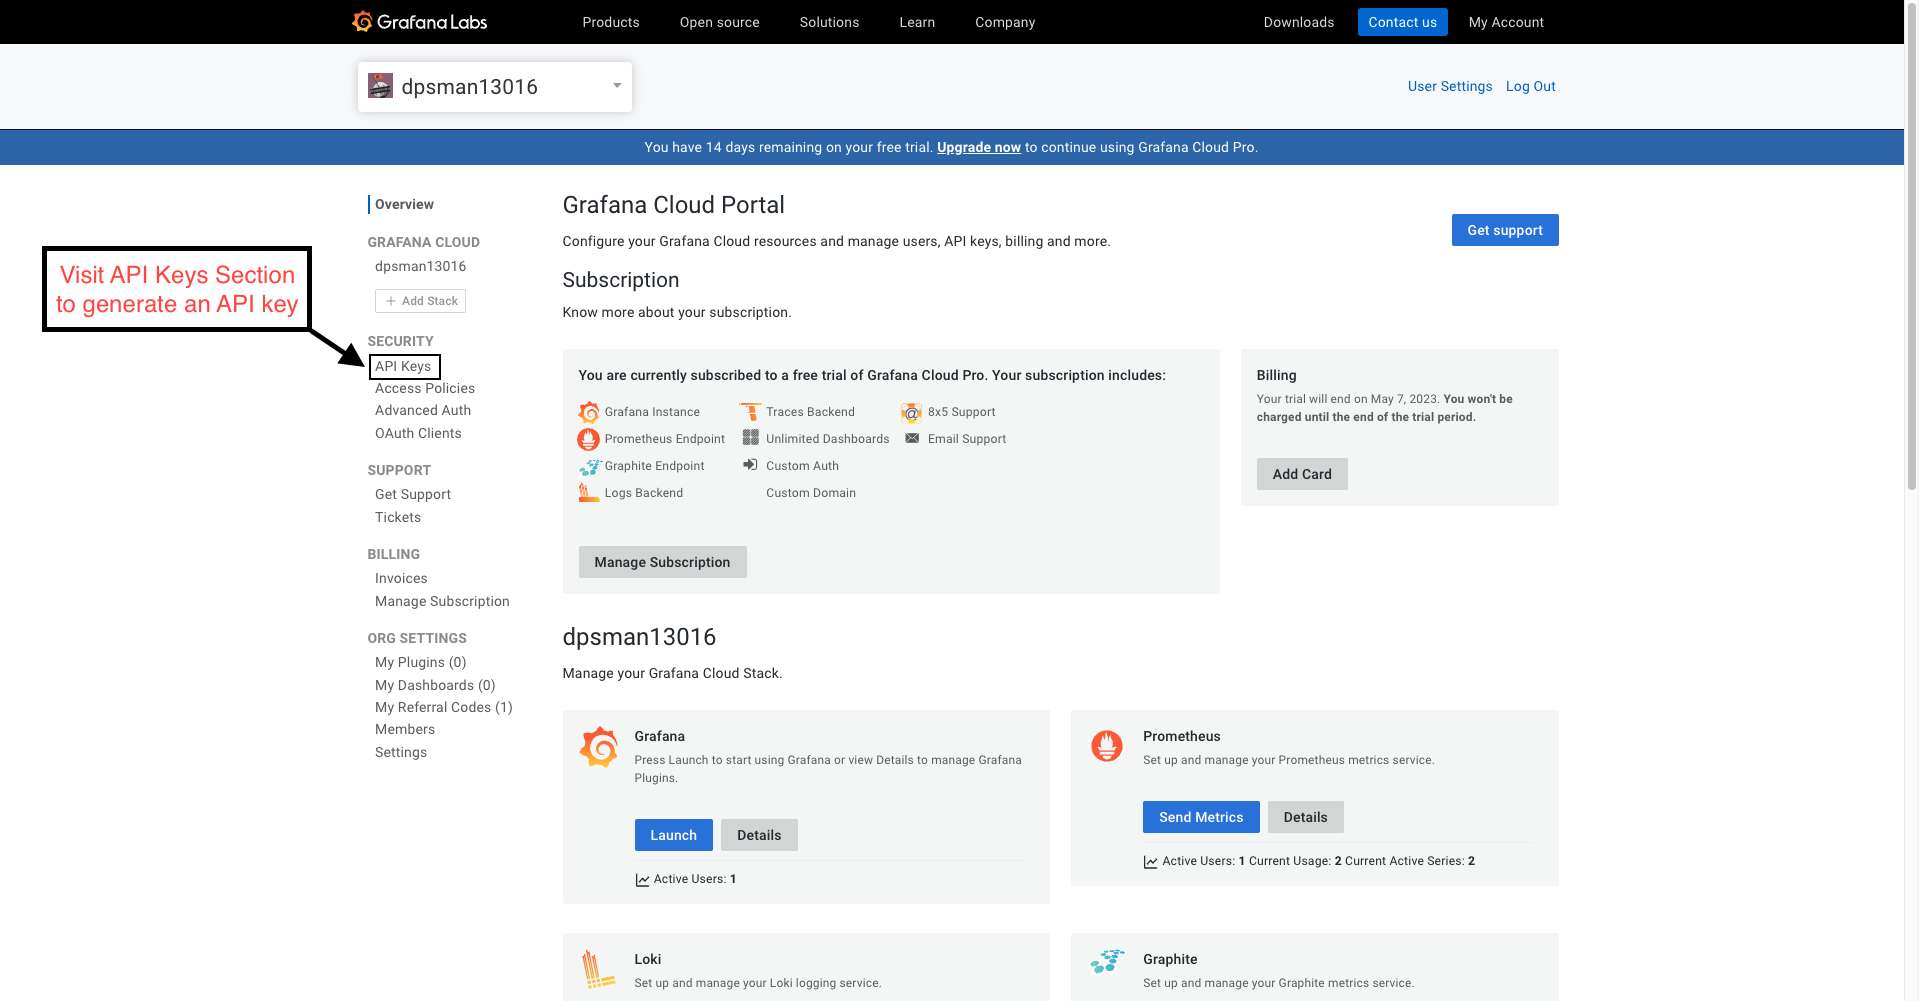 Grafana Labs
Products Open source Solutions Learn Company Downloads Contact us My Account
dpsman13016
User Settings Log Out
You have 14 days remaining on your free trial. Upgrade now to continue using Grafana Cloud Pro.
Visit API Keys Section
to generate an API key
Overview
GRAFANA CLOUD
dpsman13016
+ Add Stack
SECURITY
API Keys
Access Policies
Advanced Auth
OAuth Clients
SUPPORT
Get Support
Tickets
BILLING
Invoices
Manage Subscription
ORG SETTINGS
My Plugins (0)
My Dashboards (0)
My Referral Codes (1)
Members
Settings
Grafana Cloud Portal
Configure your Grafana Cloud resources and manage users, API keys, billing and more.
Get support
Subscription
Know more about your subscription.
You are currently subscribed to a free trial of Grafana Cloud Pro. Your subscription includes:
Grafana Instance
Prometheus Endpoint
Graphite Endpoint
Logs Backend
Traces Backend
Unlimited Dashboards
Custom Auth
Custom Domain
8x5 Support
Email Support
Manage Subscription
Billing
Your trial will end on May 7, 2023. You won't be
charged until the end of the trial period.
Add Card
dpsman13016
Manage your Grafana Cloud Stack.
Grafana
Press Launch to start using Grafana or view Details to manage Grafana
Plugins.
Launch Details
Active Users: 1
Prometheus
Set up and manage your Prometheus metrics service.
Send Metrics Details
Active Users: 1 Current Usage: 2 Current Active Series: 2
Loki
Set up and manage your Loki logging service.
Graphite
Set up and manage your Graphite metrics service.